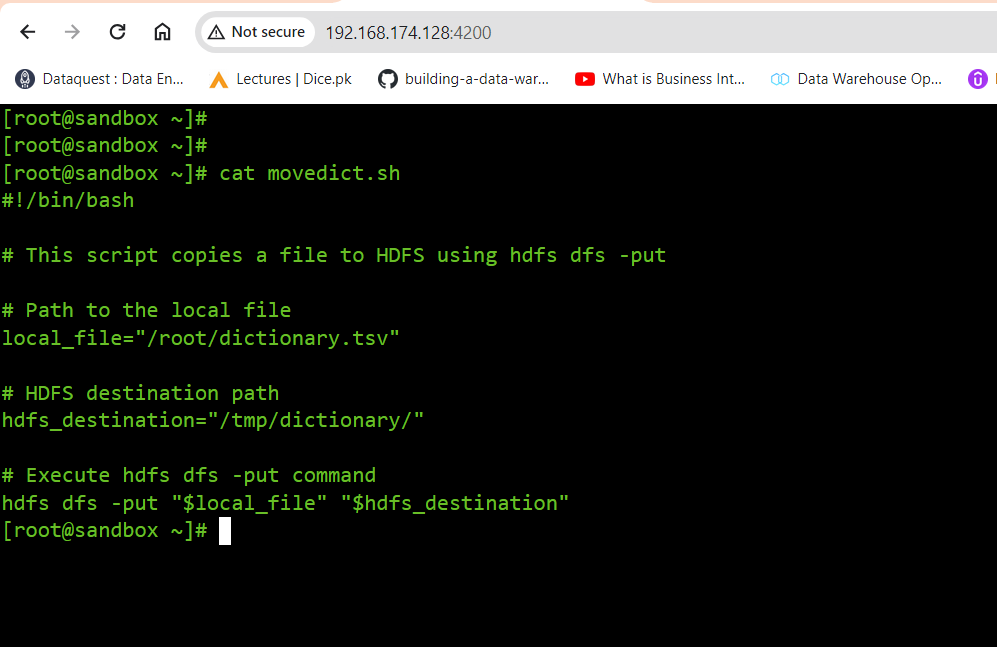 Not secure 192.168.174.128:4200
Dataquest : Data En... Lectures | Dice.pk building-a-data-war... What is Business Int... Data Warehouse Op...
[root@sandbox ~]#
[root@sandbox ~]#
[root@sandbox ~]# cat movedict.sh
#!/bin/bash
# This script copies a file to HDFS using hdfs dfs -put
# Path to the local file
local_file="/root/dictionary.tsv"
# HDFS destination path
hdfs_destination="/tmp/dictionary/"
# Execute hdfs dfs -put command
hdfs dfs -put "$local_file" "$hdfs_destination"
[root@sandbox ~]#